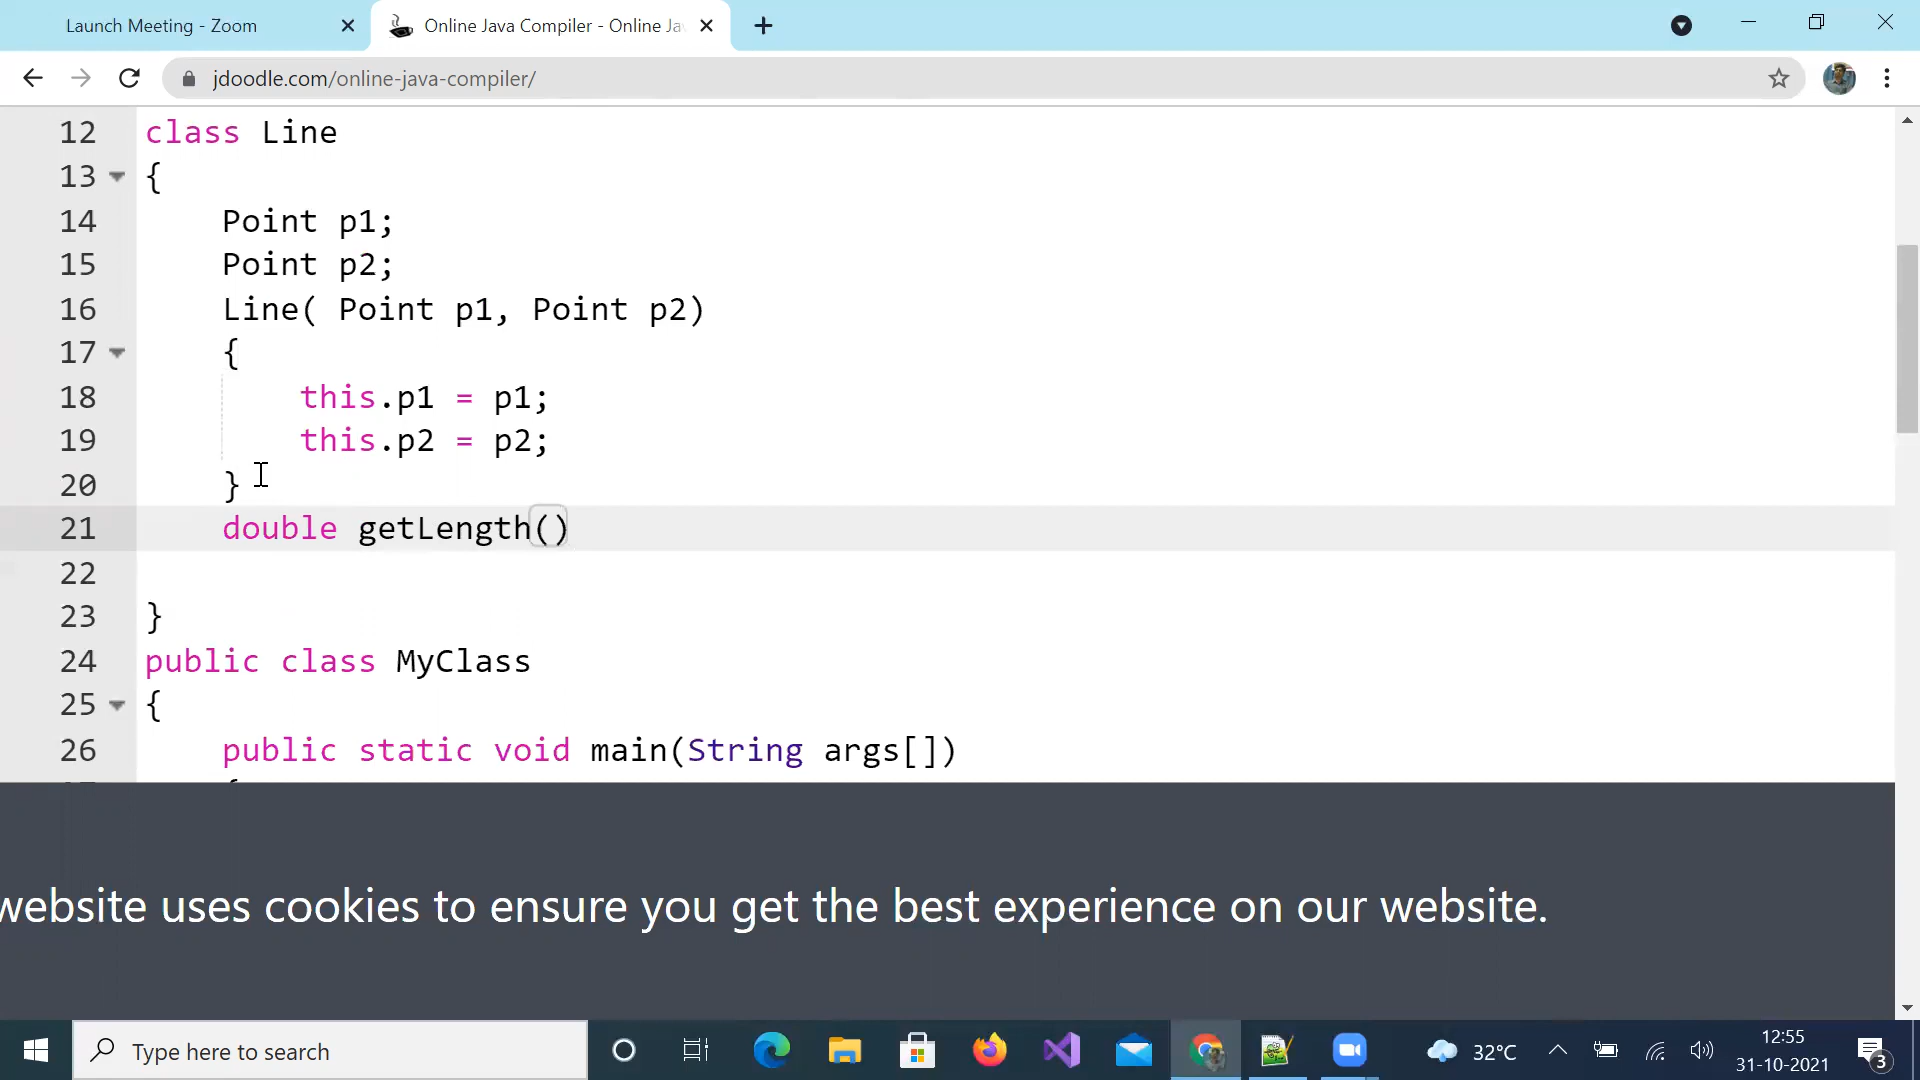 Launch Meeting - Zoom
Online Java Compiler - Online Ja
jdoodle.com/online-java-compiler/
12 class Line
13 {
14 Point p1;
15 Point p2;
16 Line( Point p1, Point p2)
17 {
18 this.p1 = p1;
19 this.p2 = p2;
20 }
21 double getLength()
22
23 }
24 public class MyClass
25 {
26 public static void main(String args[])
website uses cookies to ensure you get the best experience on our website.
Type here to search
32°C
12:55
31-10-2021
3